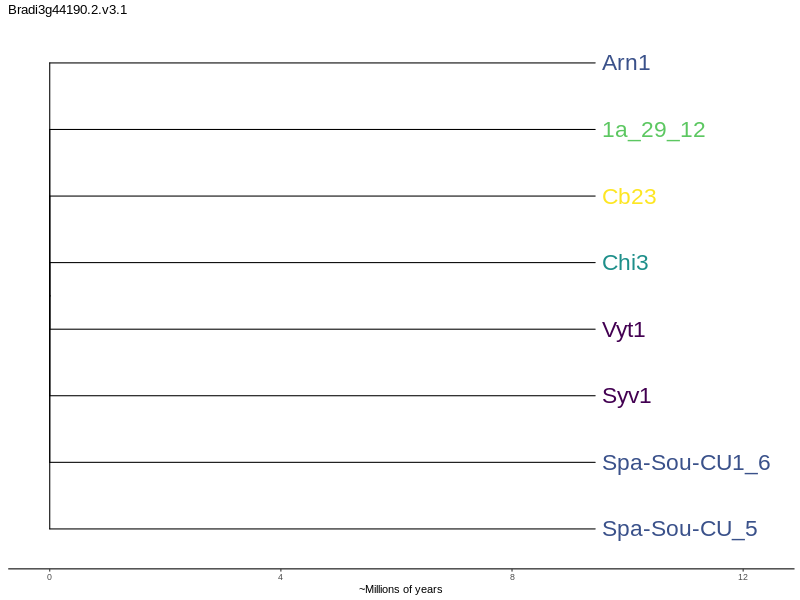 Bradi3g44190.2.v3.1
Arn1
1a_29_12
Cb23
Chi3
Vyt1
Syv1
Spa-Sou-CU1_6
Spa-Sou-CU_5
0 4 8 12
~Millions of years